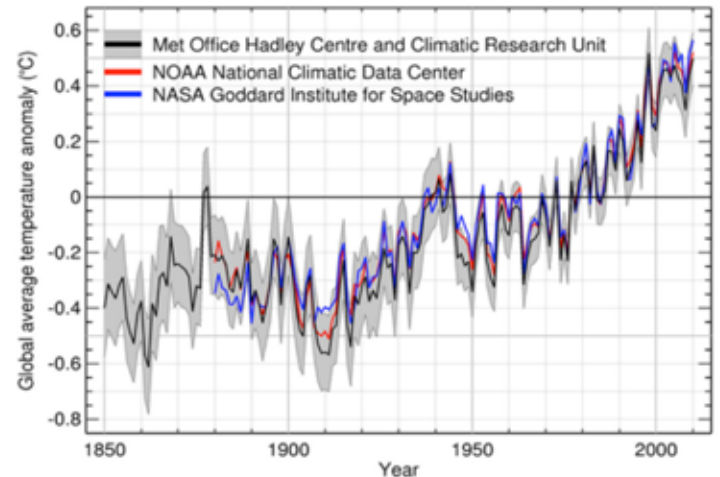 0.6
Met Office Hadley Centre and Climatic Research Unit
NOAA National Climatic Data Center
NASA Goddard Institute for Space Studies
0.4
0.2
0
-0.2
-0.4
-0.6
-0.8
Global average temperature anomaly (°C)
1850
1900
1950
2000
Year